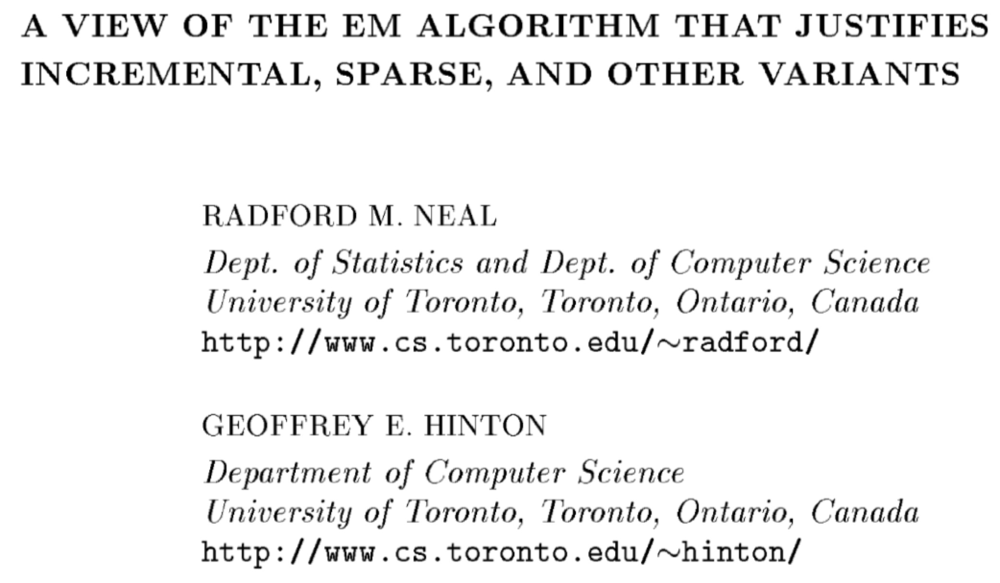 A VIEW OF THE EM ALGORITHM THAT JUSTIFIES
INCREMENTAL, SPARSE, AND OTHER VARIANTS
RADFORD M. NEAL
Dept. of Statistics and Dept. of Computer Science
University of Toronto, Toronto, Ontario, Canada
http://www.cs.toronto.edu/∼radford/
GEOFFREY E. HINTON
Department of Computer Science
University of Toronto, Toronto, Ontario, Canada
http://www.cs.toronto.edu/∼hinton/